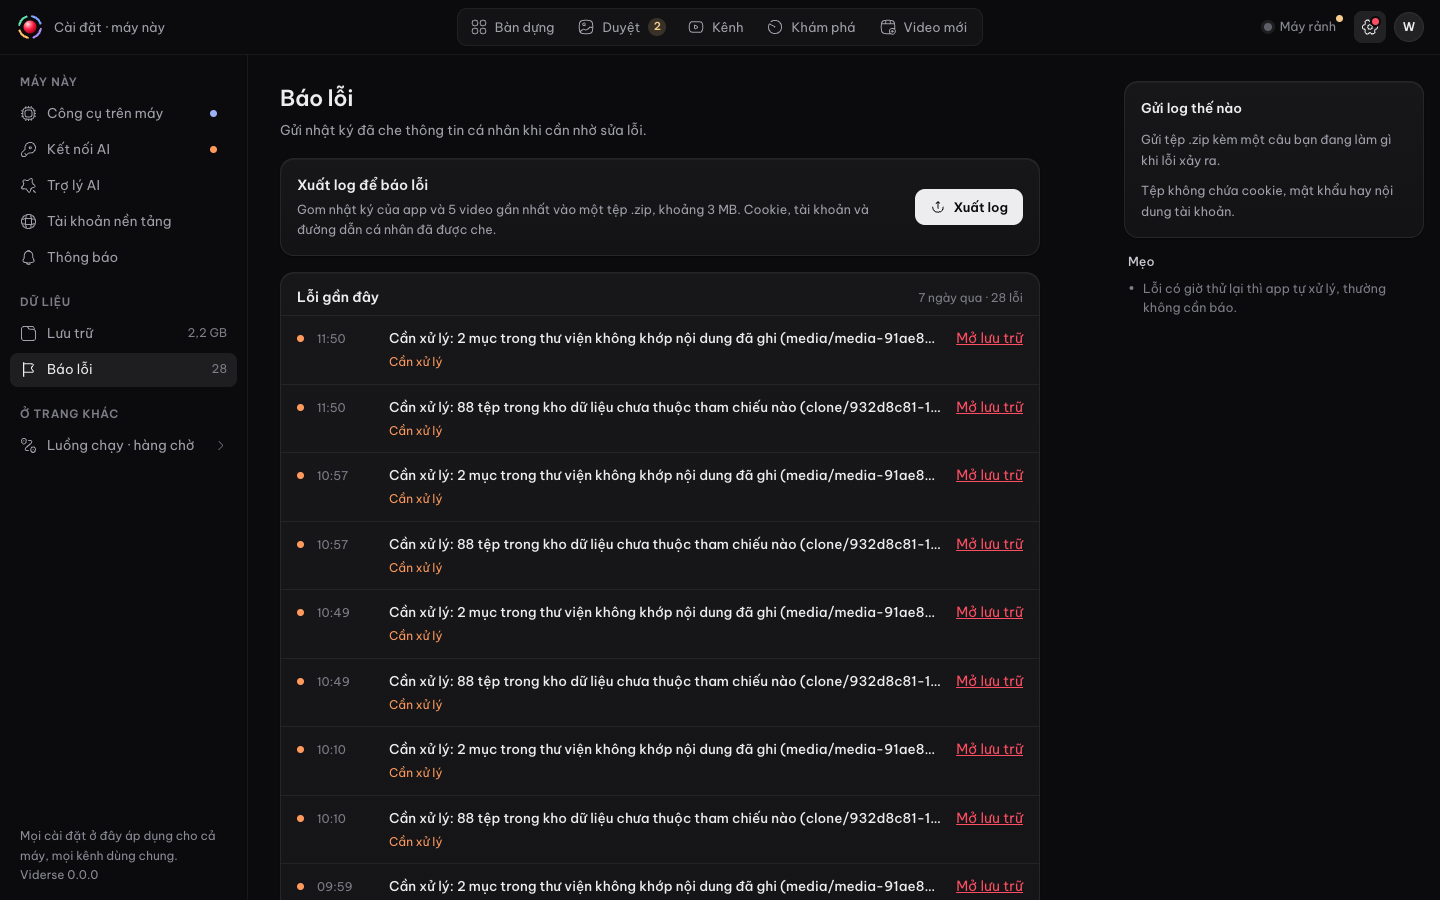 Cài đặt · máy này
Bàn dựng
Duyệt 2
Kênh
Khám phá
Video mới
Máy rảnh
W
MÁY NÀY
Công cụ trên máy
Kết nối AI
Trợ lý AI
Tài khoản nền tảng
Thông báo
DỮ LIỆU
Lưu trữ 2,2 GB
Báo lỗi 28
Ở TRANG KHÁC
Luồng chạy · hàng chờ
Mọi cài đặt ở đây áp dụng cho cả
máy, mọi kênh dùng chung.
Viderse 0.0.0
Báo lỗi
Gửi nhật ký đã che thông tin cá nhân khi cần nhờ sửa lỗi.
Xuất log để báo lỗi
Gom nhật ký của app và 5 video gần nhất vào một tệp .zip, khoảng 3 MB. Cookie, tài khoản và
đường dẫn cá nhân đã được che.
Xuất log
Lỗi gần đây 7 ngày qua · 28 lỗi
11:50 Cần xử lý: 2 mục trong thư viện không khớp nội dung đã ghi (media/media-91ae8... Mở lưu trữ
Cần xử lý
11:50 Cần xử lý: 88 tệp trong kho dữ liệu chưa thuộc tham chiếu nào (clone/932d8c81-1... Mở lưu trữ
Cần xử lý
10:57 Cần xử lý: 2 mục trong thư viện không khớp nội dung đã ghi (media/media-91ae8... Mở lưu trữ
Cần xử lý
10:57 Cần xử lý: 88 tệp trong kho dữ liệu chưa thuộc tham chiếu nào (clone/932d8c81-1... Mở lưu trữ
Cần xử lý
10:49 Cần xử lý: 2 mục trong thư viện không khớp nội dung đã ghi (media/media-91ae8... Mở lưu trữ
Cần xử lý
10:49 Cần xử lý: 88 tệp trong kho dữ liệu chưa thuộc tham chiếu nào (clone/932d8c81-1... Mở lưu trữ
Cần xử lý
10:10 Cần xử lý: 2 mục trong thư viện không khớp nội dung đã ghi (media/media-91ae8... Mở lưu trữ
Cần xử lý
10:10 Cần xử lý: 88 tệp trong kho dữ liệu chưa thuộc tham chiếu nào (clone/932d8c81-1... Mở lưu trữ
Cần xử lý
09:59 Cần xử lý: 2 mục trong thư viện không khớp nội dung đã ghi (media/media-91ae8... Mở lưu trữ
Gửi log thế nào
Gửi tệp .zip kèm một câu bạn đang làm gì
khi lỗi xảy ra.
Tệp không chứa cookie, mật khẩu hay nội
dung tài khoản.
Mẹo
• Lỗi có giờ thử lại thì app tự xử lý, thường
không cần báo.